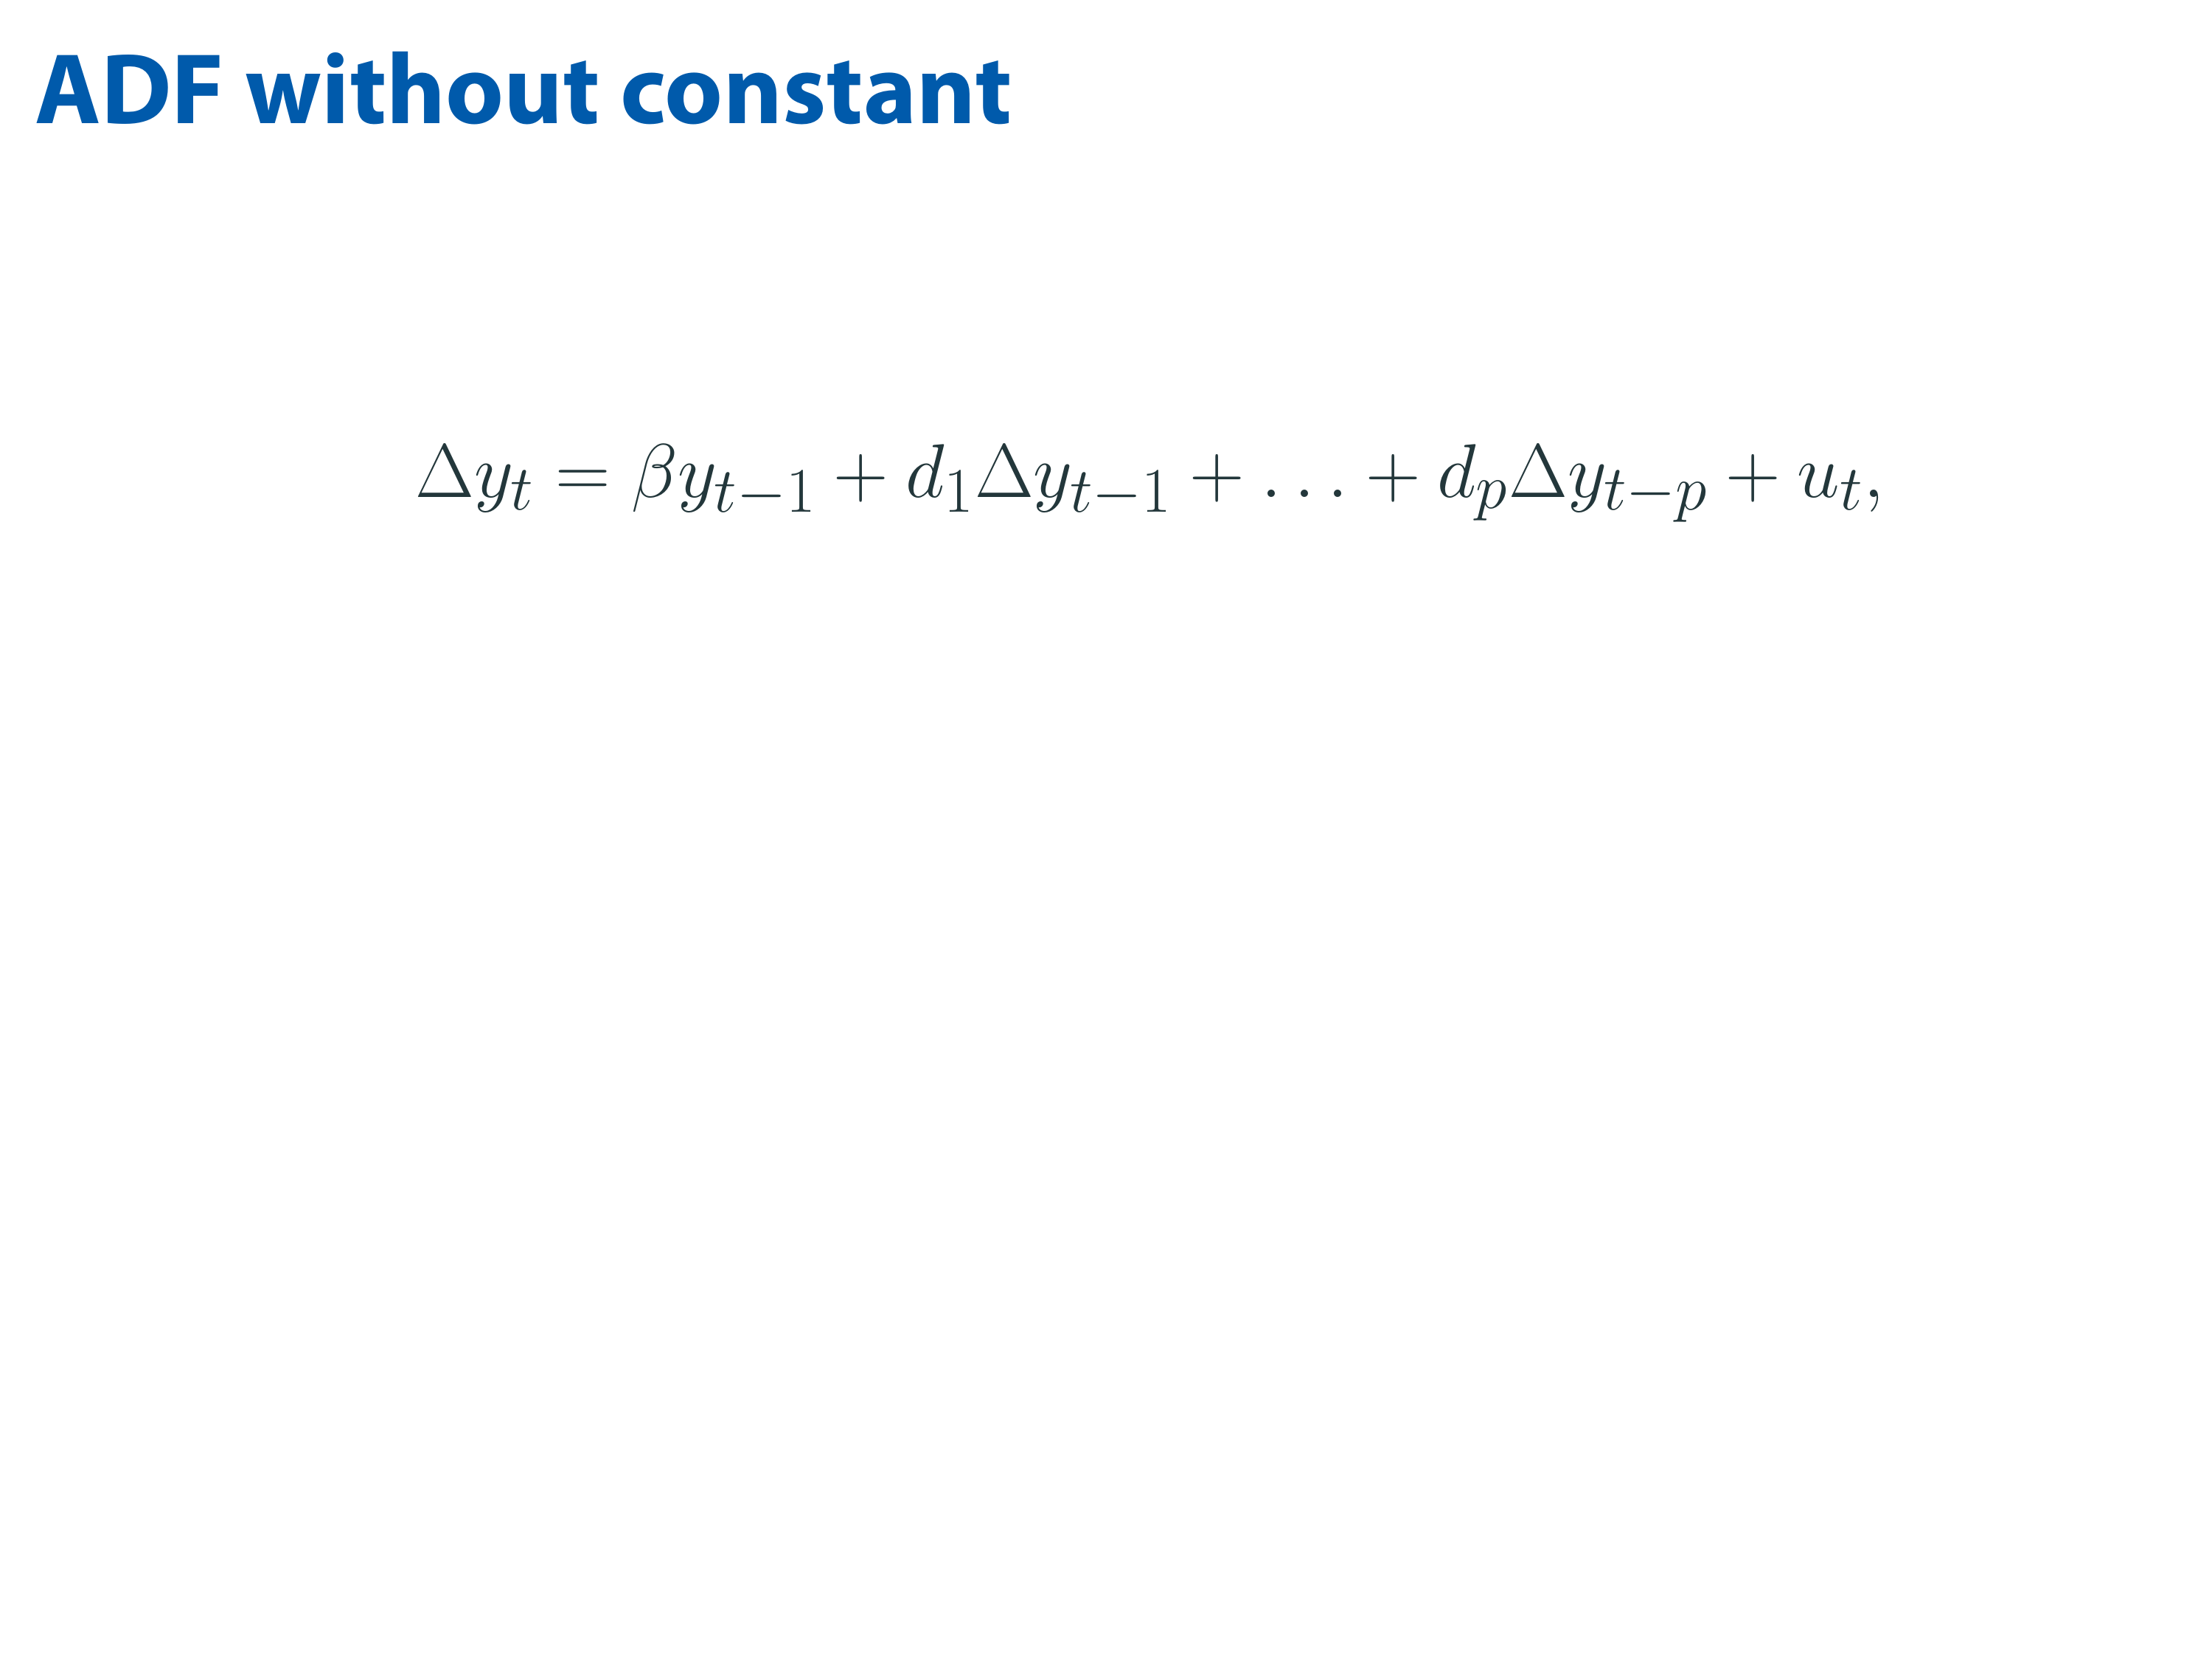 ADF without constant
Δy_t = βy_{t−1} + d_1Δy_{t−1} + … + d_pΔy_{t−p} + u_t,